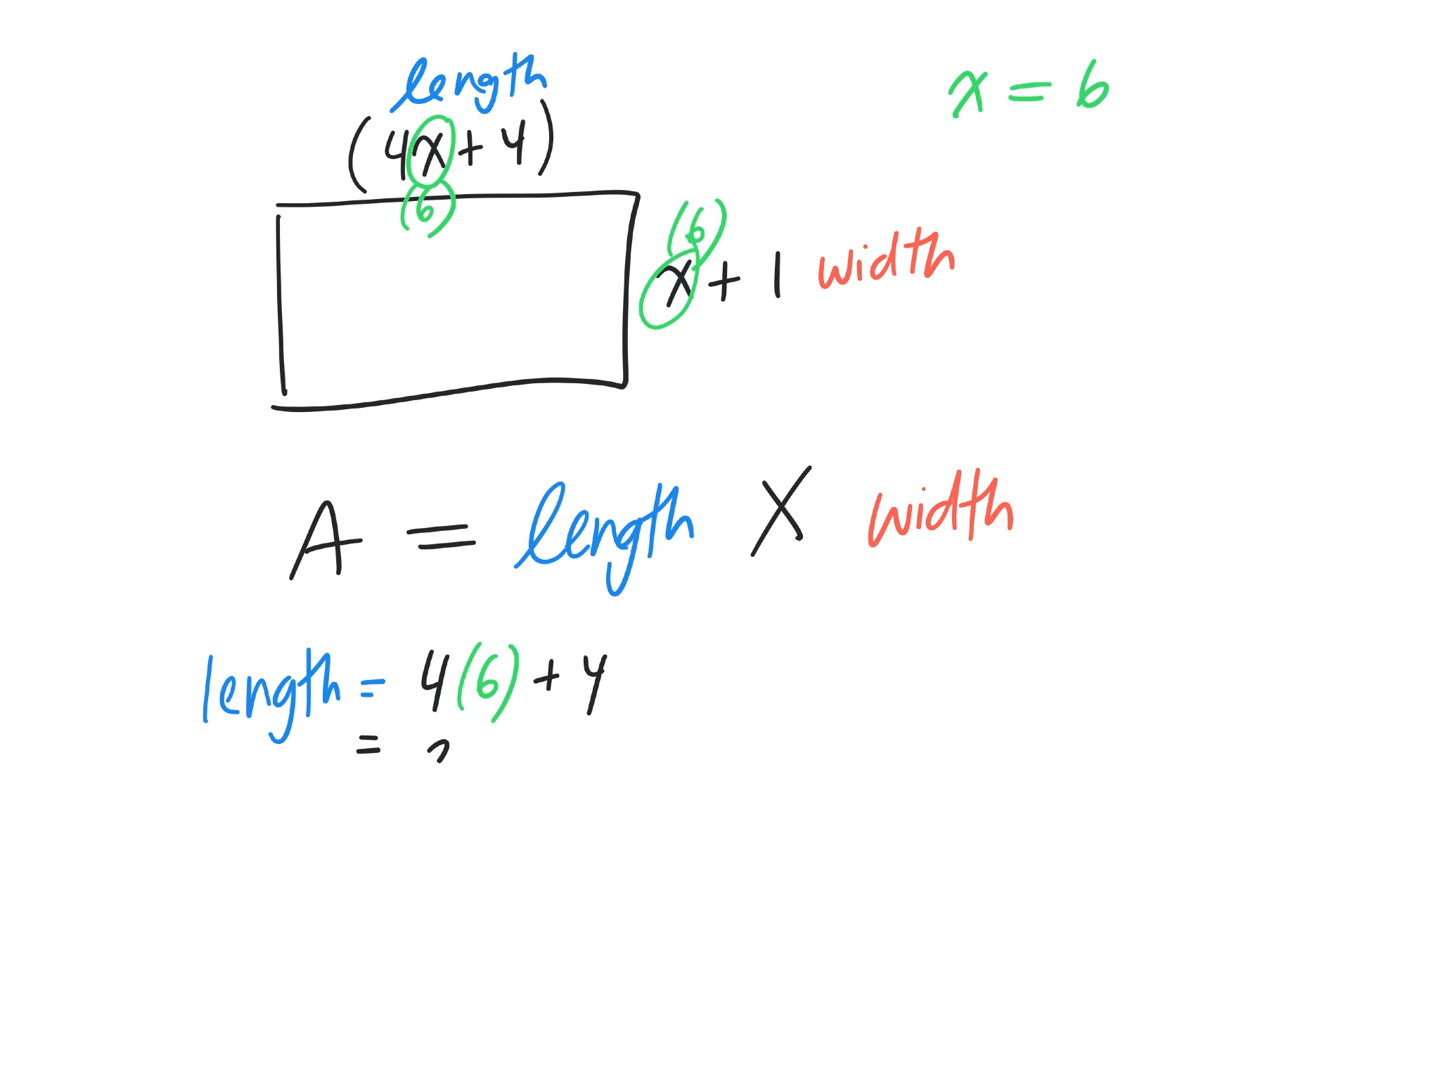 length
x = 6
(4x + 4)
(6)
(6)
x + 1 width
A = length X width
length = 4(6) + 4
=